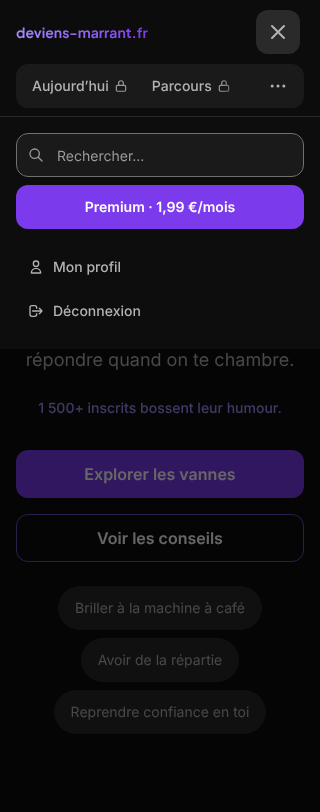 deviens-marrant.fr
Aujourd'hui
Parcours
Rechercher...
Premium · 1,99 €/mois
Mon profil
Déconnexion
répondre quand on te chambre.
1 500+ inscrits bossent leur humour.
Explorer les vannes
Voir les conseils
Briller à la machine à café
Avoir de la répartie
Reprendre confiance en toi